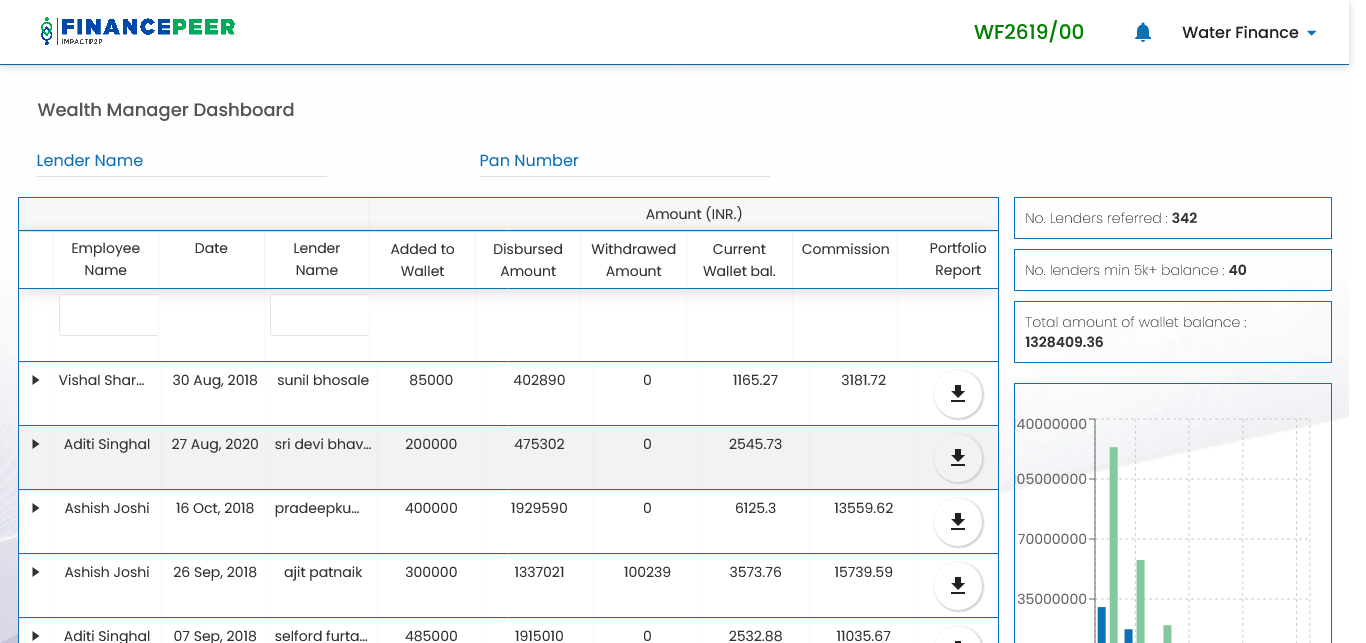 FINANCEPEER
IMPACTP2P
WF2619/00
Water Finance
Wealth Manager Dashboard
Lender Name
Pan Number
Amount (INR.)
Employee Name
Date
Lender Name
Added to Wallet
Disbursed Amount
Withdrawed Amount
Current Wallet bal.
Commission
Portfolio Report
Vishal Shar... 30 Aug, 2018 sunil bhosale 85000 402890 0 1165.27 3181.72
Aditi Singhal 27 Aug, 2020 sri devi bhav... 200000 475302 0 2545.73
Ashish Joshi 16 Oct, 2018 pradeepku... 400000 1929590 0 6125.3 13559.62
Ashish Joshi 26 Sep, 2018 ajit patnaik 300000 1337021 100239 3573.76 15739.59
Aditi Singhal 07 Sep, 2018 selford furta... 485000 1915010 0 2532.88 11035.67
No. Lenders referred : 342
No. lenders min 5k+ balance : 40
Total amount of wallet balance :
1328409.36
40000000
05000000
70000000
35000000